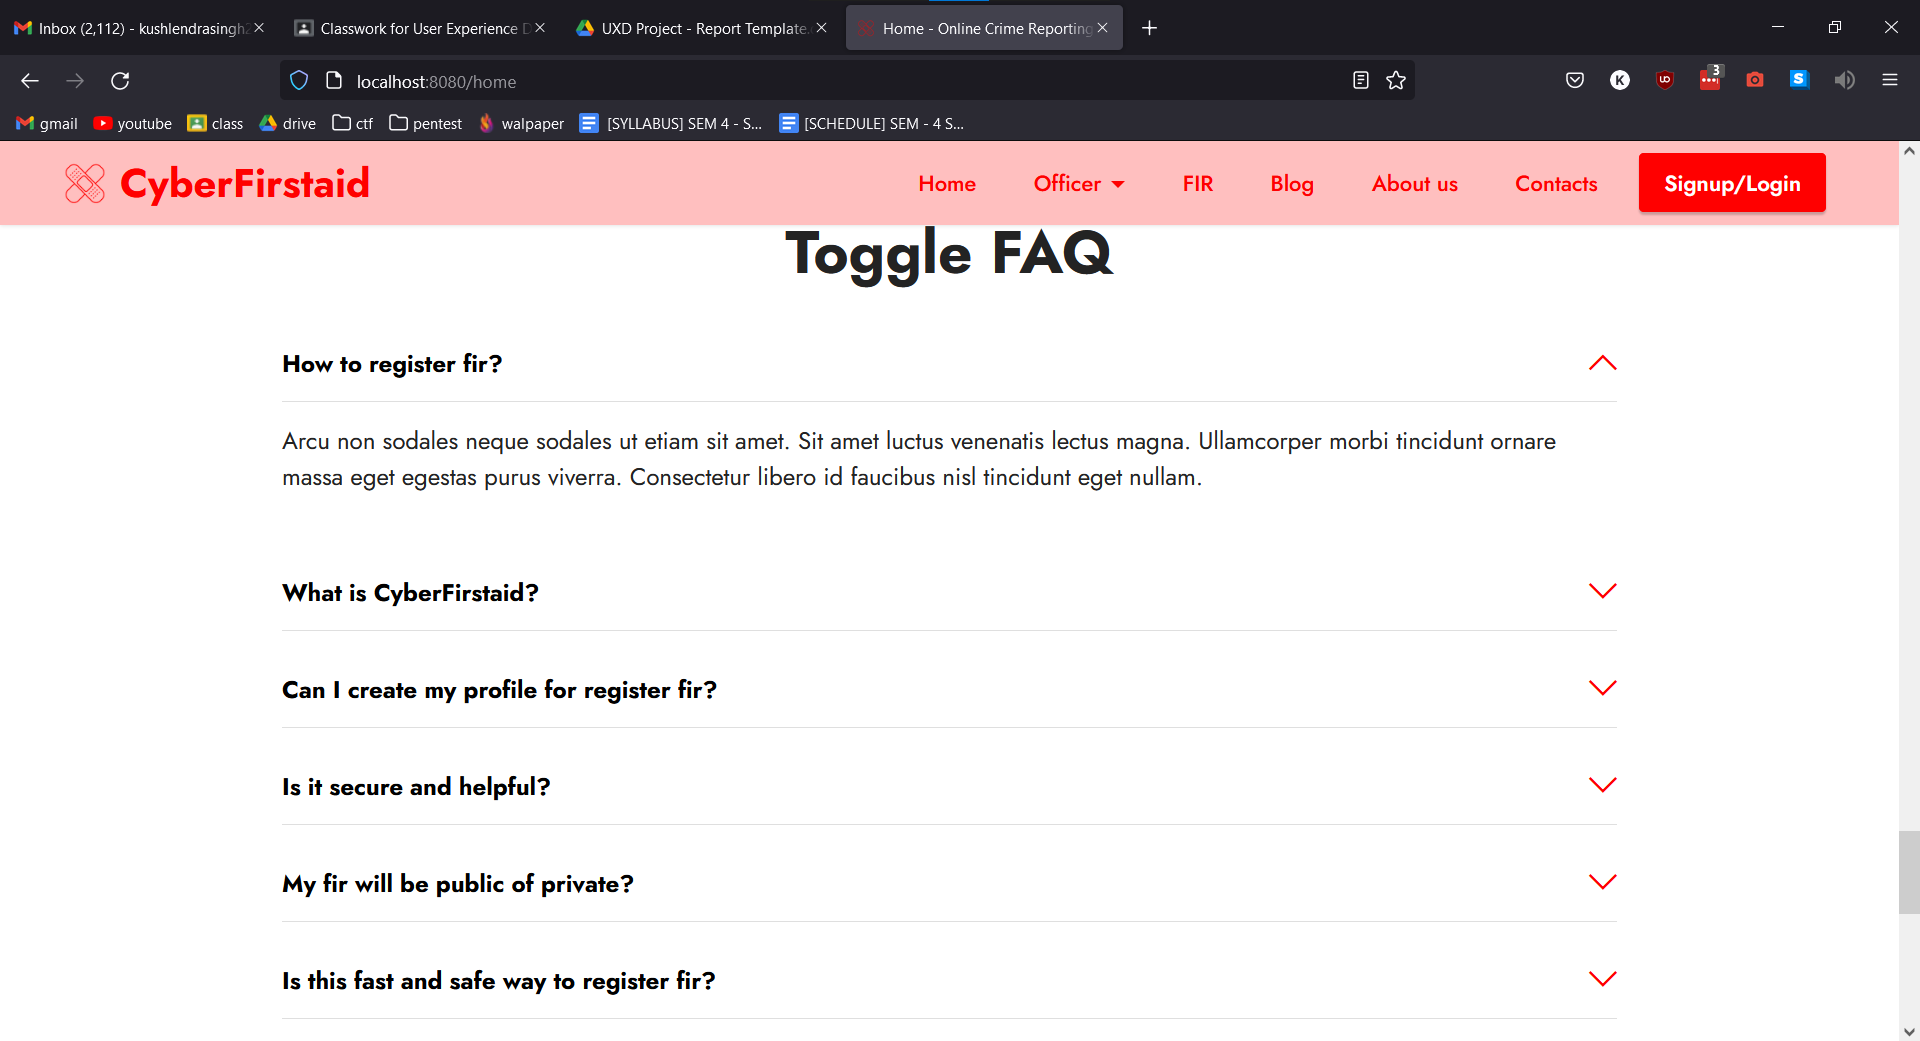 Inbox (2,112) - kushlendrasingh2
Classwork for User Experience D
UXD Project - Report Template.
Home - Online Crime Reporting
localhost:8080/home
K
3
S
gmail
youtube
class
drive
ctf
pentest
walpaper
[SYLLABUS] SEM 4 - S...
[SCHEDULE] SEM - 4 S...
CyberFirstaid
Home
Officer
FIR
Blog
About us
Contacts
Signup/Login
Toggle FAQ
How to register fir?
Arcu non sodales neque sodales ut etiam sit amet. Sit amet luctus venenatis lectus magna. Ullamcorper morbi tincidunt ornare
massa eget egestas purus viverra. Consectetur libero id faucibus nisl tincidunt eget nullam.
What is CyberFirstaid?
Can I create my profile for register fir?
Is it secure and helpful?
My fir will be public of private?
Is this fast and safe way to register fir?